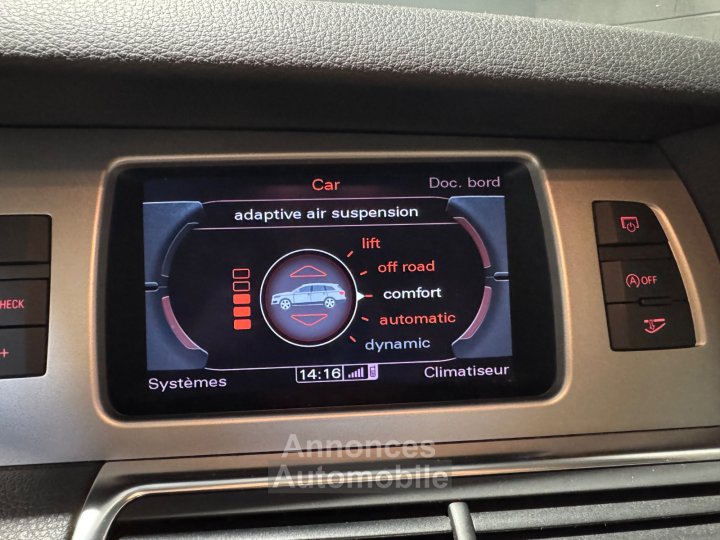 Car
Doc. bord
adaptive air suspension
lift
off road
comfort
automatic
dynamic
Systèmes
14:16
Climatiseur
CHECK
+
A OFF
Annonces
Automobile